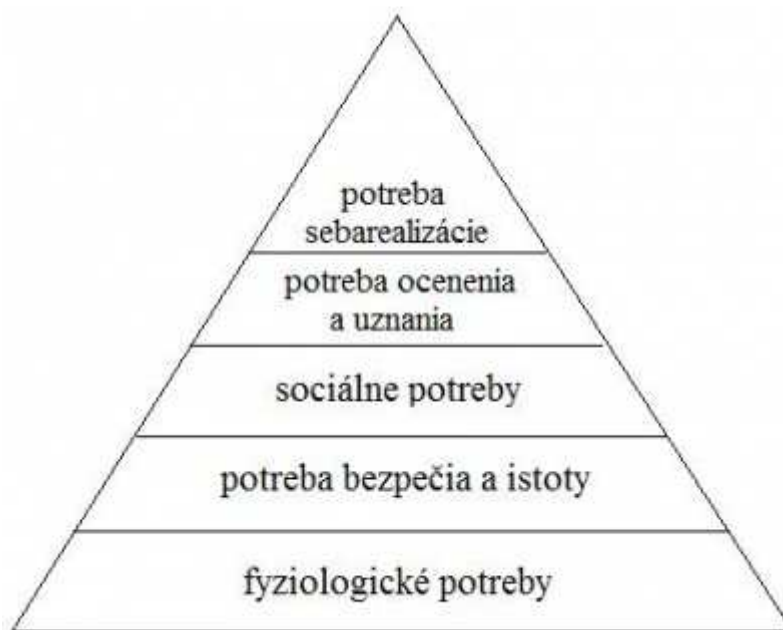 potreba
sebarealizácie
potreba ocenenia
a uznania
sociálne potreby
potreba bezpečia a istoty
fyziologické potreby